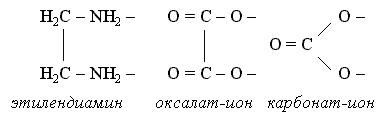 H₂C – NH₂ –   O = C – O –   O –
O = C
H₂C – NH₂ –   O = C – O –   O –
этилендиамин   оксалат-ион   карбонат-ион